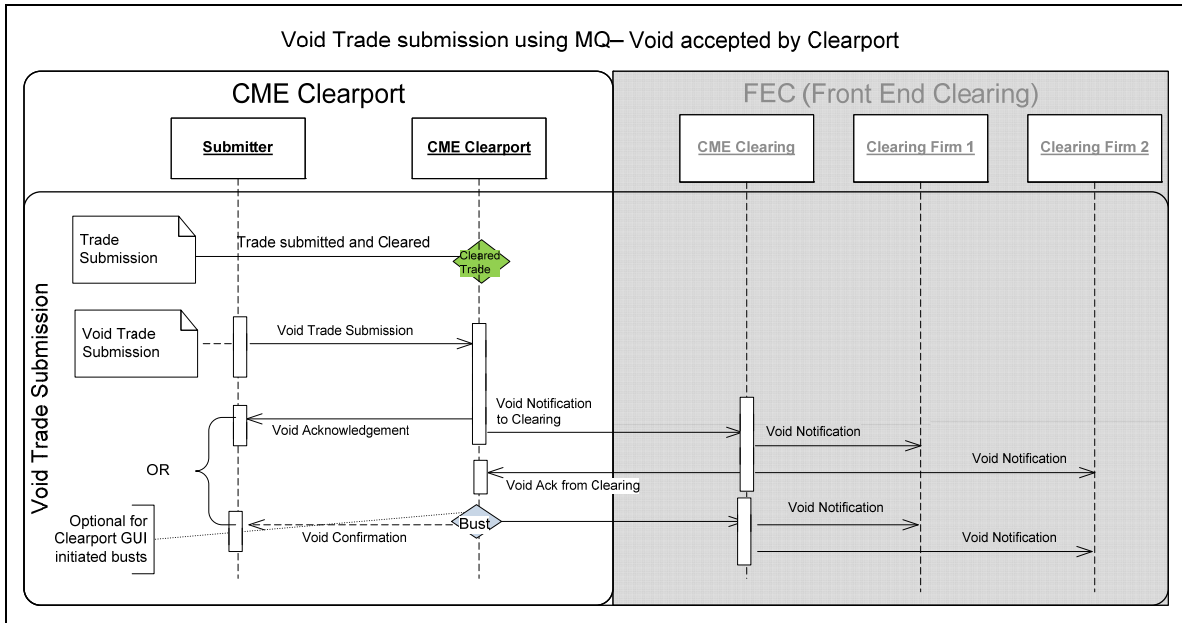 Void Trade submission using MQ– Void accepted by Clearport
CME Clearport
FEC (Front End Clearing)
Submitter
CME Clearport
CME Clearing
Clearing Firm 1
Clearing Firm 2
Void Trade Submission
Trade
Submission
Trade submitted and Cleared
Cleared
Trade
Void Trade
Submission
Void Trade Submission
Void Notification
to Clearing
Void Acknowledgement
Void Notification
Void Notification
OR
Void Ack from Clearing
Optional for
Clearport GUI
initiated busts
Bust
Void Confirmation
Void Notification
Void Notification